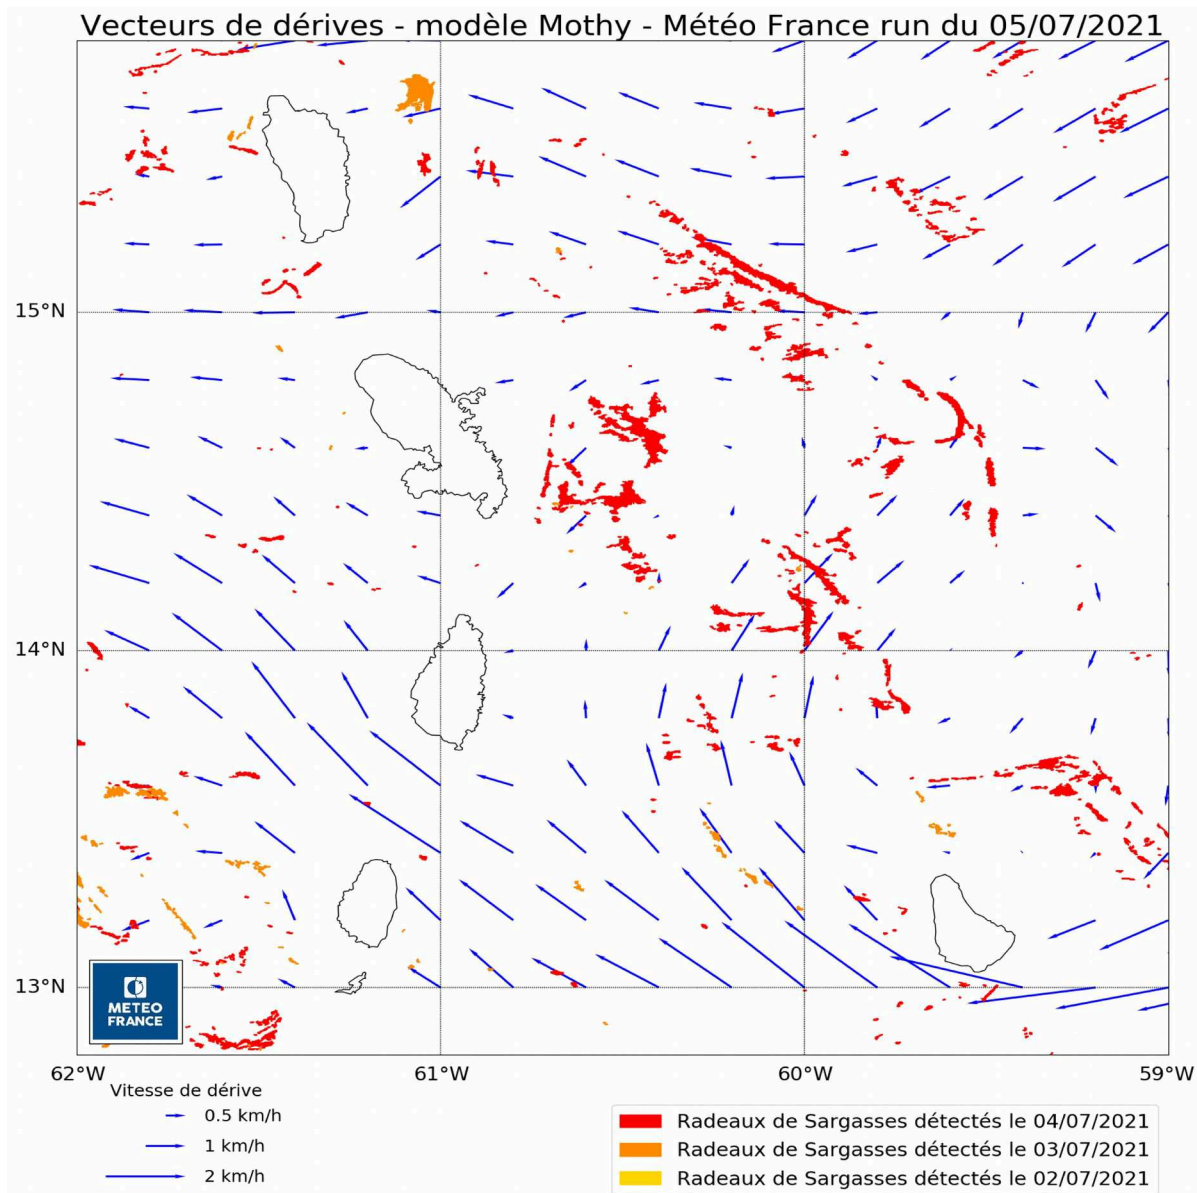 Vecteurs de dérives - modèle Mothy - Météo France run du 05/07/2021
15°N
14°N
13°N
METEO
FRANCE
62°W
61°W
60°W
59°W
Vitesse de dérive
0.5 km/h
1 km/h
2 km/h
Radeaux de Sargasses détectés le 04/07/2021
Radeaux de Sargasses détectés le 03/07/2021
Radeaux de Sargasses détectés le 02/07/2021